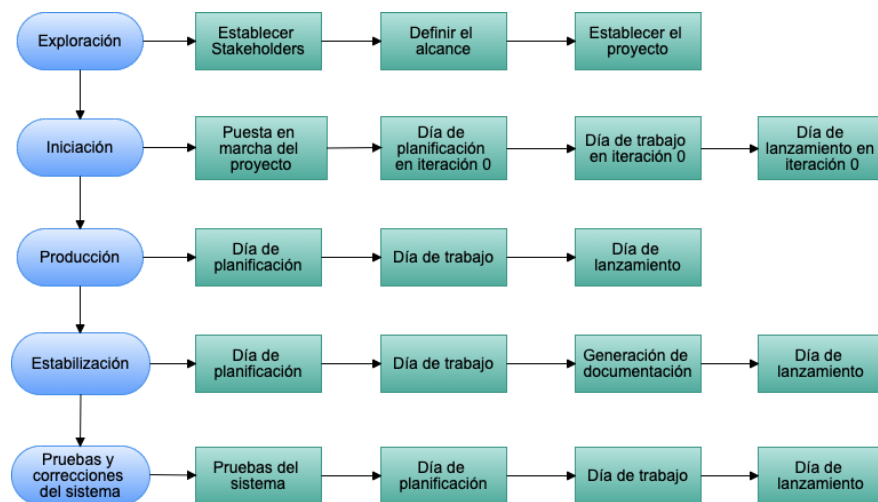 Exploración
Establecer
Stakeholders
Definir el
alcance
Establecer el
proyecto
Iniciación
Puesta en
marcha del
proyecto
Día de
planificación
en iteración 0
Día de trabajo
en iteración 0
Día de
lanzamiento en
iteración 0
Producción
Día de
planificación
Día de trabajo
Día de
lanzamiento
Estabilización
Día de
planificación
Día de trabajo
Generación de
documentación
Día de
lanzamiento
Pruebas y
correcciones
del sistema
Pruebas del
sistema
Día de
planificación
Día de trabajo
Día de
lanzamiento